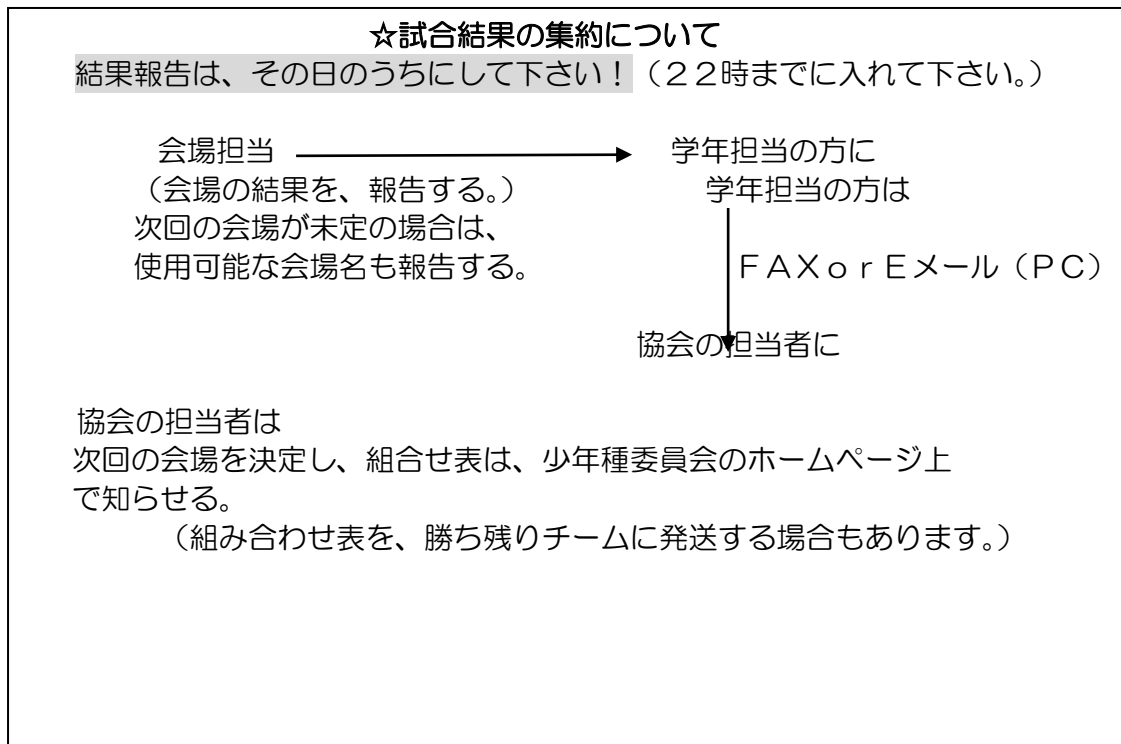 ☆試合結果の集約について
結果報告は、その日のうちにして下さい！（２２時までに入れて下さい。）
会場担当 学年担当の方に
（会場の結果を、報告する。） 学年担当の方は
次回の会場が未定の場合は、
使用可能な会場名も報告する。 ＦＡＸｏｒＥメール（ＰＣ）
協会の担当者に
協会の担当者は
次回の会場を決定し、組合せ表は、少年種委員会のホームページ上
で知らせる。
（組み合わせ表を、勝ち残りチームに発送する場合もあります。）